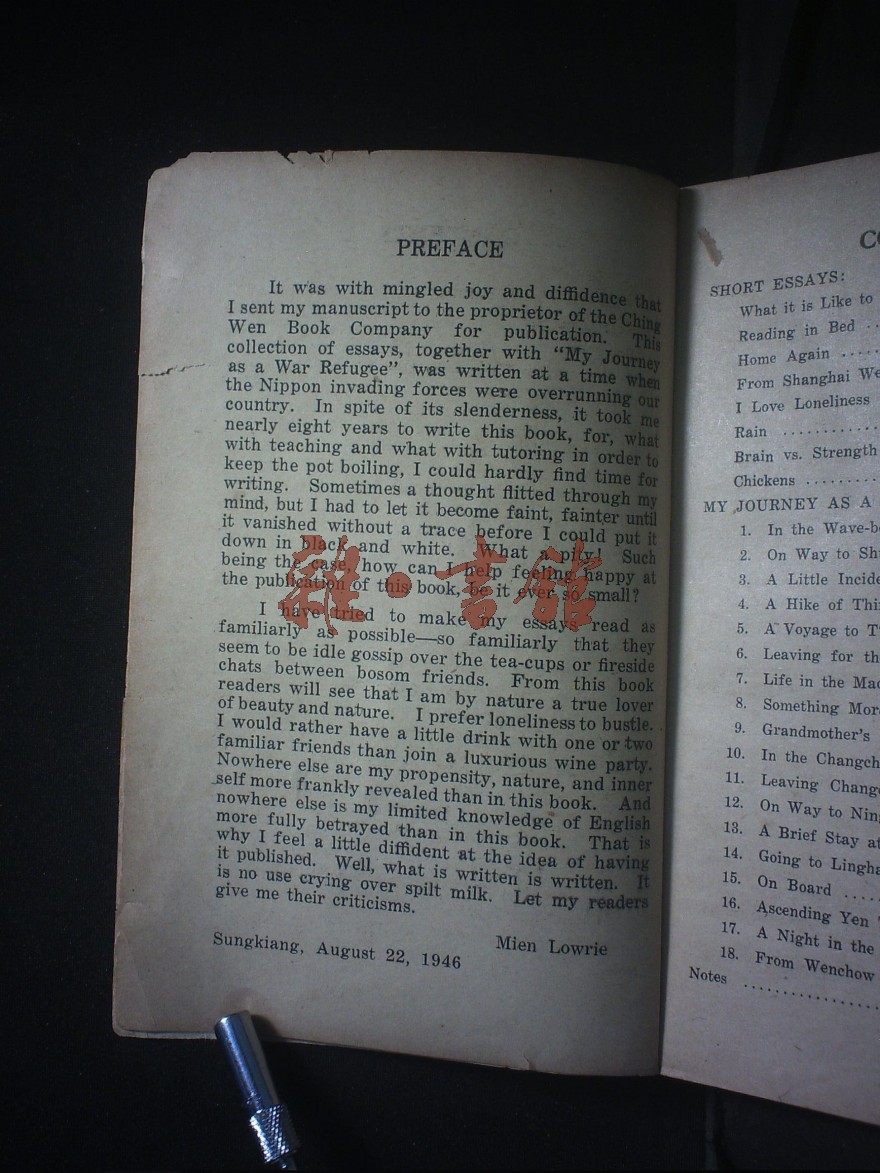 PREFACE
It was with mingled joy and diffidence that
I sent my manuscript to the proprietor of the Ching
Wen Book Company for publication. This
collection of essays, together with “My Journey
as a War Refugee”, was written at a time when
the Nippon invading forces were overrunning our
country. In spite of its slenderness, it took me
nearly eight years to write this book, for, what
with teaching and what with tutoring in order to
keep the pot boiling, I could hardly find time for
writing. Sometimes a thought flitted through my
mind, but I had to let it become faint, fainter until
it vanished without a trace before I could put it
down in black and white. What a pity! Such
being the case, how can I help feeling happy at
the publication of this book, be it ever so small?
I have tried to make my essays read as
familiarly as possible—so familiarly that they
seem to be idle gossip over the tea-cups or fireside
chats between bosom friends. From this book
readers will see that I am by nature a true lover
of beauty and nature. I prefer loneliness to bustle.
I would rather have a little drink with one or two
familiar friends than join a luxurious wine party.
Nowhere else are my propensity, nature, and inner
self more frankly revealed than in this book. And
nowhere else is my limited knowledge of English
more fully betrayed than in this book. That is
why I feel a little diffident at the idea of having
it published. Well, what is written is written. It
is no use crying over spilt milk. Let my readers
give me their criticisms.
Mien Lowrie
Sungkiang, August 22, 1946
雜·書館
SHORT ESSAYS:
What it is Like to
Reading in Bed ..
Home Again .....
From Shanghai
I Love Loneliness
Rain ..........
Brain vs. Strength
Chickens ........
MY JOURNEY AS A
1. In the
2. On Way to
3. A Little
4. A Hike of
5. A Voyage to
6. Leaving for
7. Life in the
8. Something
9. Grandmother's
10. In the
11. Leaving
12. On Way to
13. A Brief Stay
14. Going to
15. On Board ....
16. Ascending Yen
17. A Night in the
18. From Wenchow
Notes ..............